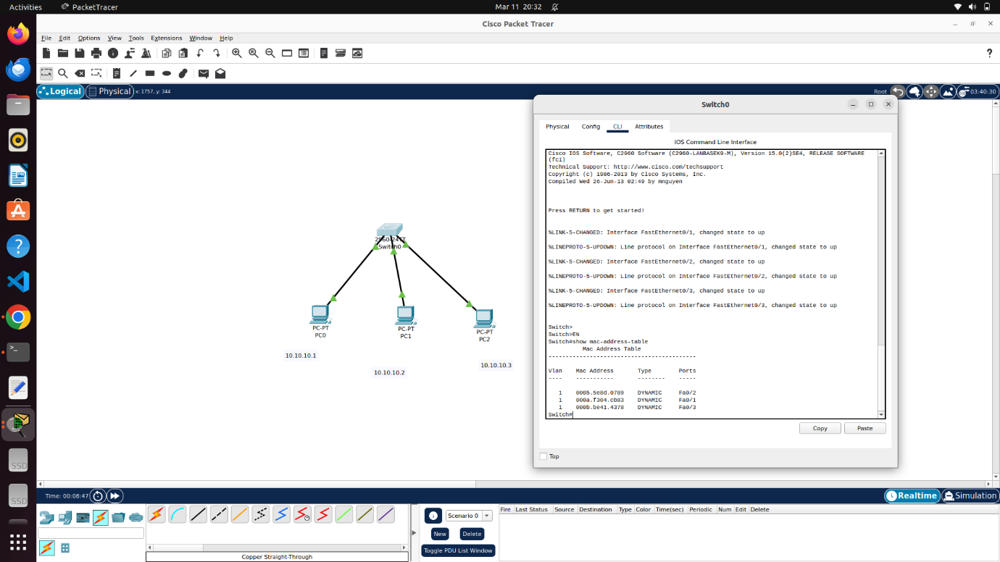 Activities PacketTracer Mar 11 20:32
Cisco Packet Tracer
File Edit Options View Tools Extensions Window Help
?
Logical Physical x: 1757, y: 344 Root 03:40:30
2960-24TT
Switch0
PC-PT
PC0
PC-PT
PC1
PC-PT
PC2
10.10.10.1
10.10.10.2
10.10.10.3
Switch0
Physical Config CLI Attributes
IOS Command Line Interface
Cisco IOS Software, C2960 Software (C2960-LANBASEK9-M), Version 15.0(2)SE4, RELEASE SOFTWARE
(fc1)
Technical Support: http://www.cisco.com/techsupport
Copyright (c) 1986-2013 by Cisco Systems, Inc.
Compiled Wed 26-Jun-13 02:49 by mnguyen
Press RETURN to get started!
%LINK-5-CHANGED: Interface FastEthernet0/1, changed state to up
%LINEPROTO-5-UPDOWN: Line protocol on Interface FastEthernet0/1, changed state to up
%LINK-5-CHANGED: Interface FastEthernet0/2, changed state to up
%LINEPROTO-5-UPDOWN: Line protocol on Interface FastEthernet0/2, changed state to up
%LINK-5-CHANGED: Interface FastEthernet0/3, changed state to up
%LINEPROTO-5-UPDOWN: Line protocol on Interface FastEthernet0/3, changed state to up
Switch>
Switch>EN
Switch#show mac-address-table
Mac Address Table
-------------------------------------------
Vlan Mac Address Type Ports
---- ----------- -------- -----
1 0005.5e8d.0789 DYNAMIC Fa0/2
1 000a.f304.cb83 DYNAMIC Fa0/1
1 000b.be41.4378 DYNAMIC Fa0/3
Switch#
Copy Paste
Top
SSD
SSD
Time: 00:08:47 Realtime Simulation
Copper Straight-Through
Scenario 0
New Delete
Toggle PDU List Window
Fire Last Status Source Destination Type Color Time(sec) Periodic Num Edit Delete